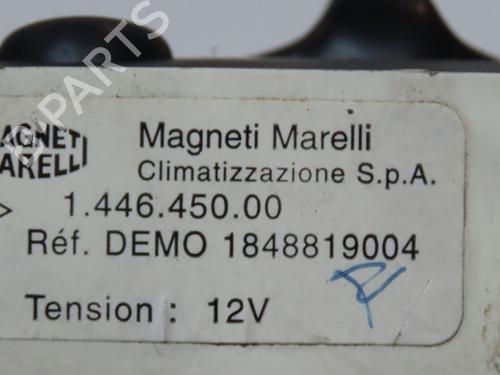 B-PARTS
MAGNETI MARELLI
Magneti Marelli
Climatizzazione S.p.A.
> 1.446.450.00
Réf. DEMO 1848819004
Tension : 12V